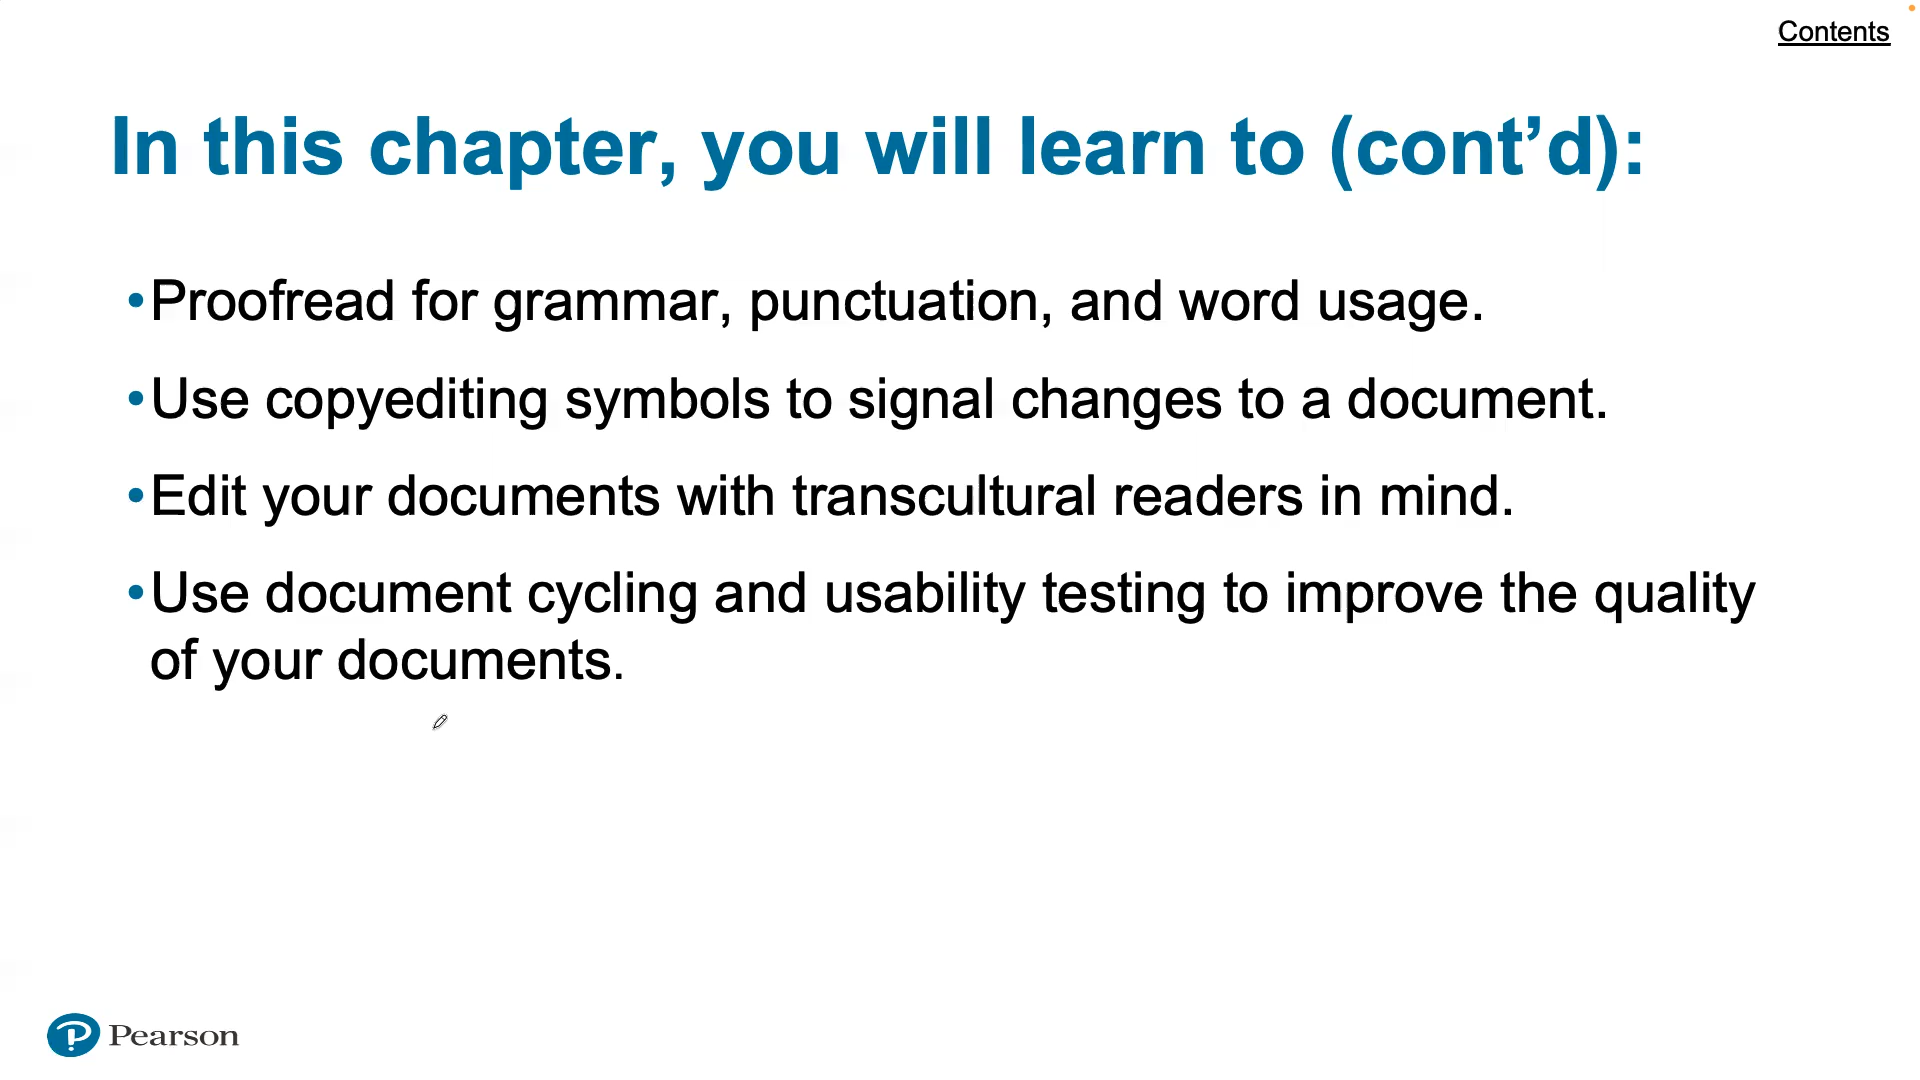 Contents
In this chapter, you will learn to (cont’d):
•Proofread for grammar, punctuation, and word usage.
•Use copyediting symbols to signal changes to a document.
•Edit your documents with transcultural readers in mind.
•Use document cycling and usability testing to improve the quality
of your documents.
Pearson